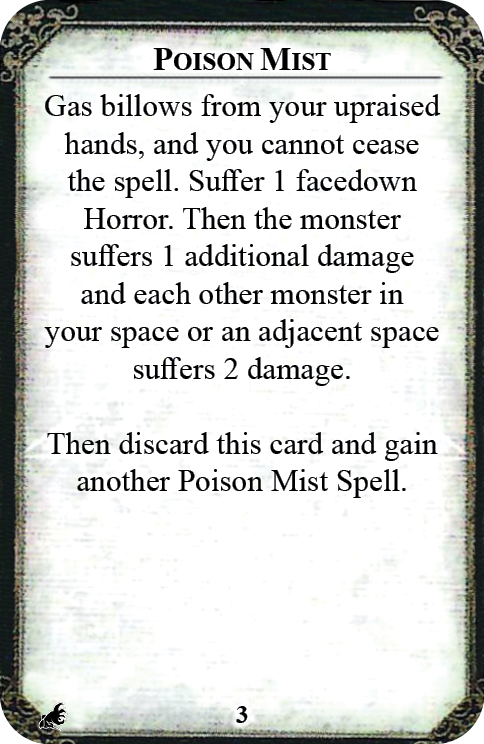 POISON MIST
Gas billows from your upraised
hands, and you cannot cease
the spell. Suffer 1 facedown
Horror. Then the monster
suffers 1 additional damage
and each other monster in
your space or an adjacent space
suffers 2 damage.
Then discard this card and gain
another Poison Mist Spell.
3